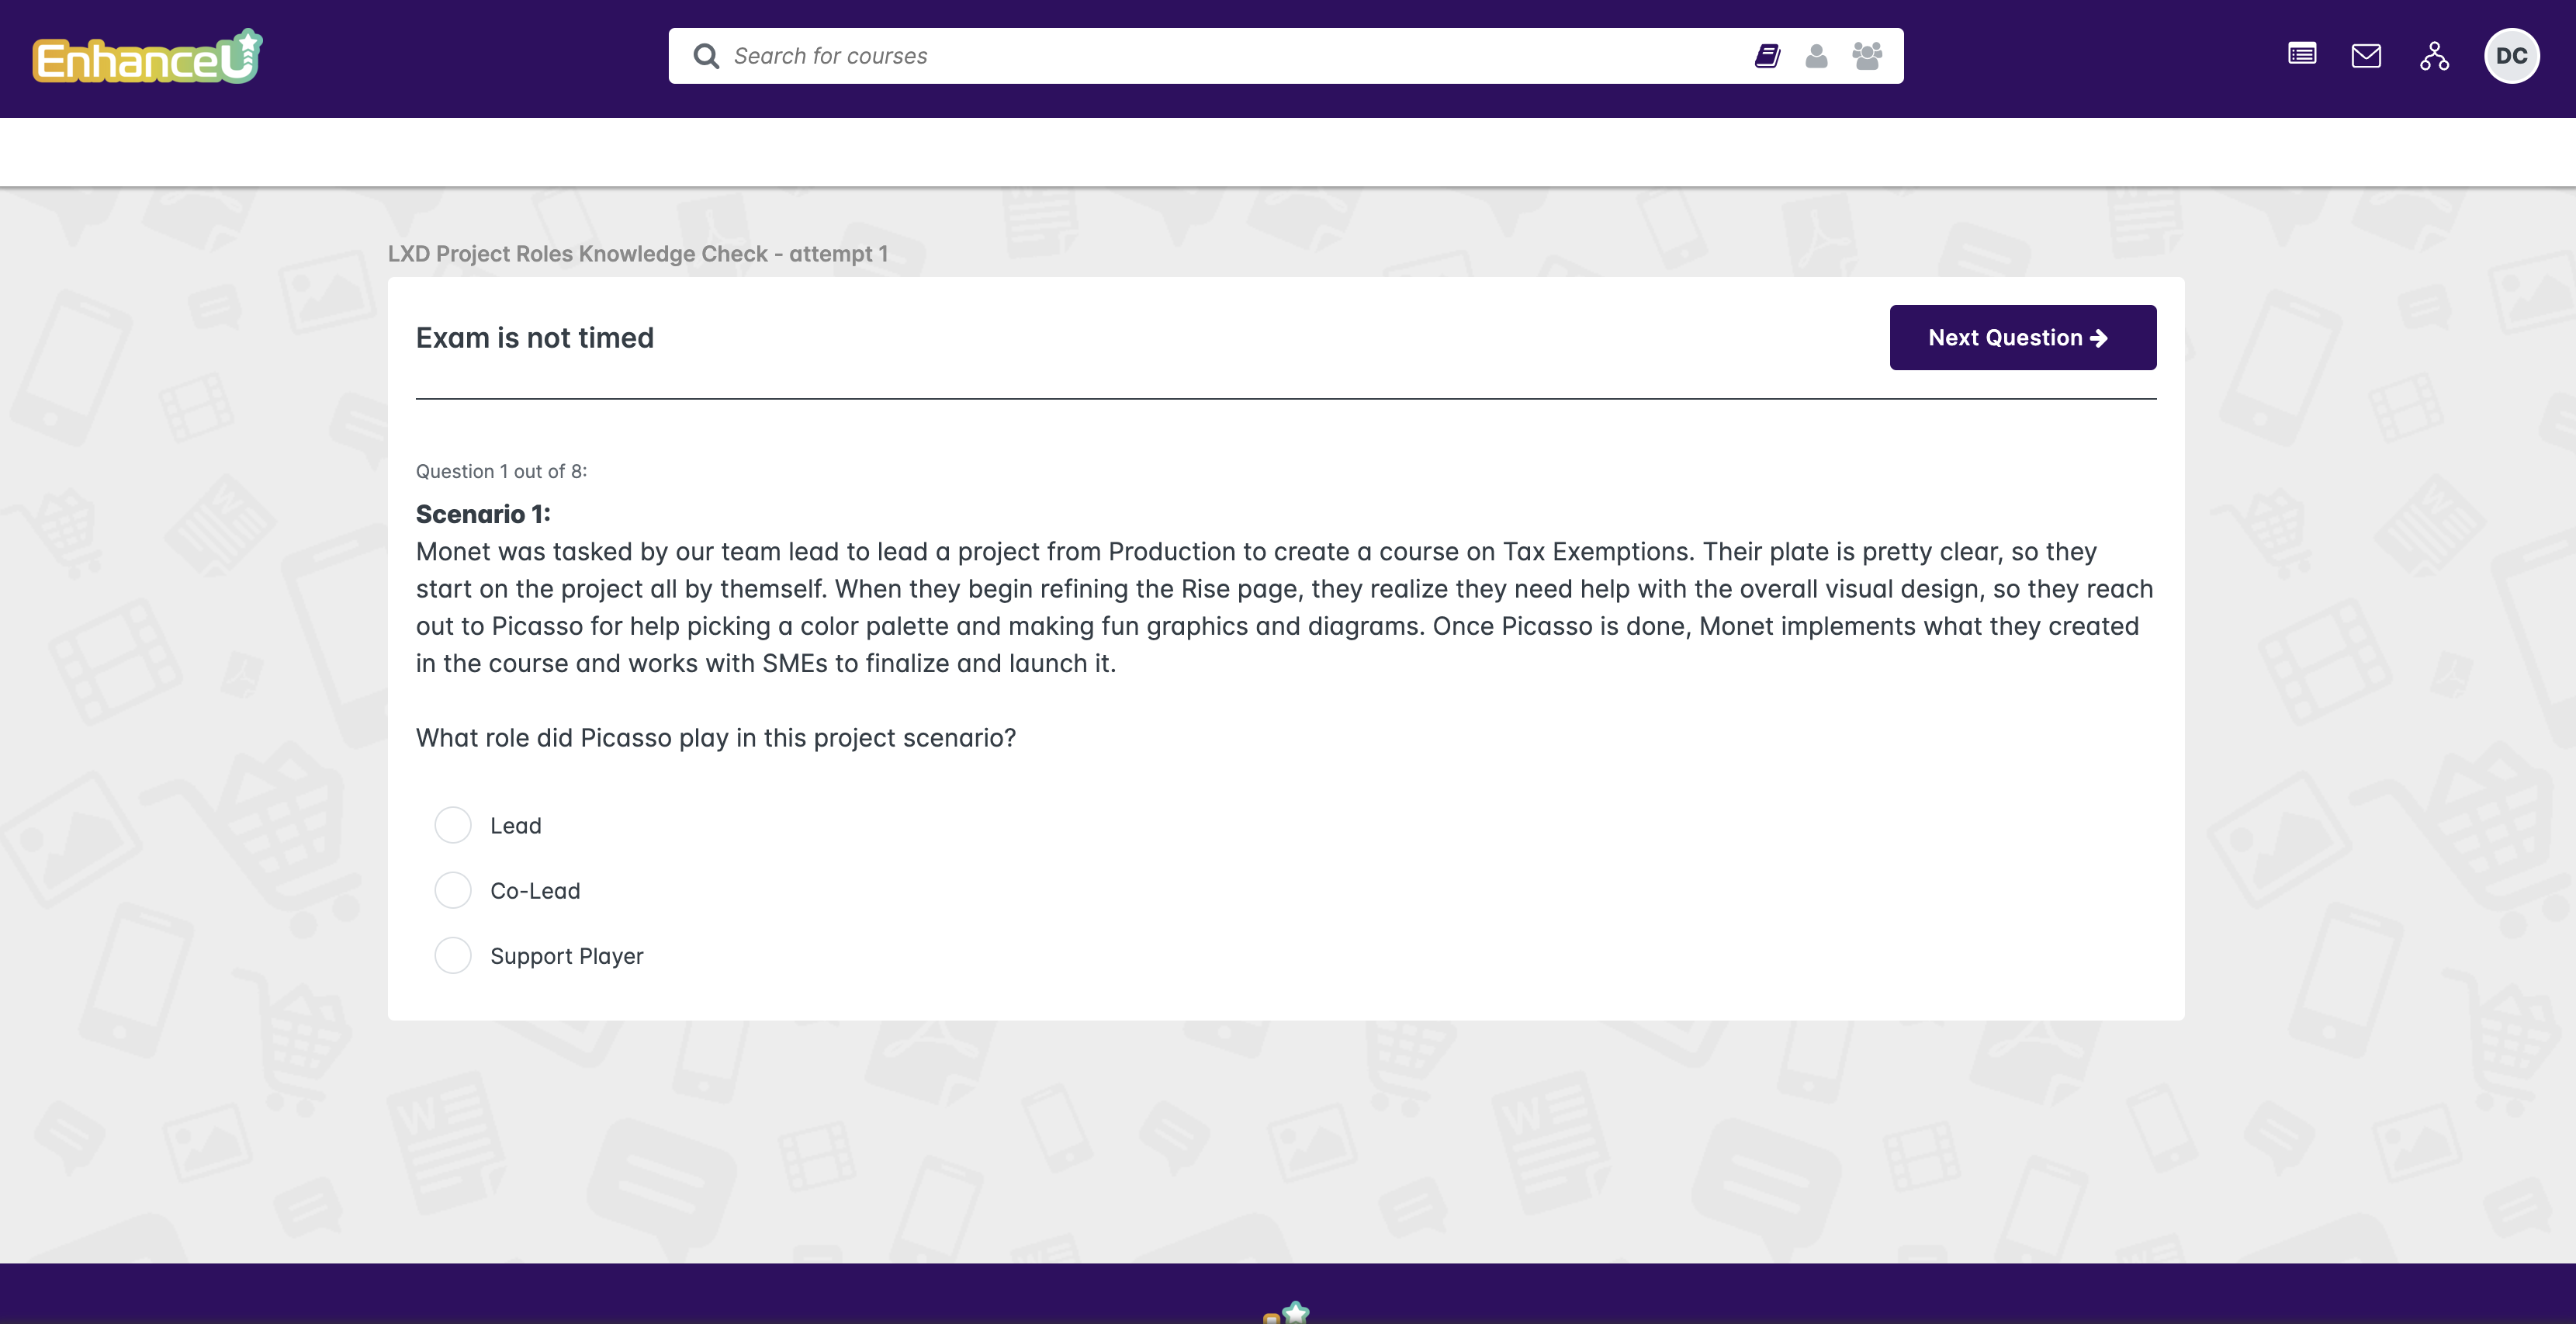 EnhanceU
Search for courses
DC
LXD Project Roles Knowledge Check - attempt 1
Exam is not timed
Next Question
Question 1 out of 8:
Scenario 1:
Monet was tasked by our team lead to lead a project from Production to create a course on Tax Exemptions. Their plate is pretty clear, so they
start on the project all by themself. When they begin refining the Rise page, they realize they need help with the overall visual design, so they reach
out to Picasso for help picking a color palette and making fun graphics and diagrams. Once Picasso is done, Monet implements what they created
in the course and works with SMEs to finalize and launch it.
What role did Picasso play in this project scenario?
Lead
Co-Lead
Support Player